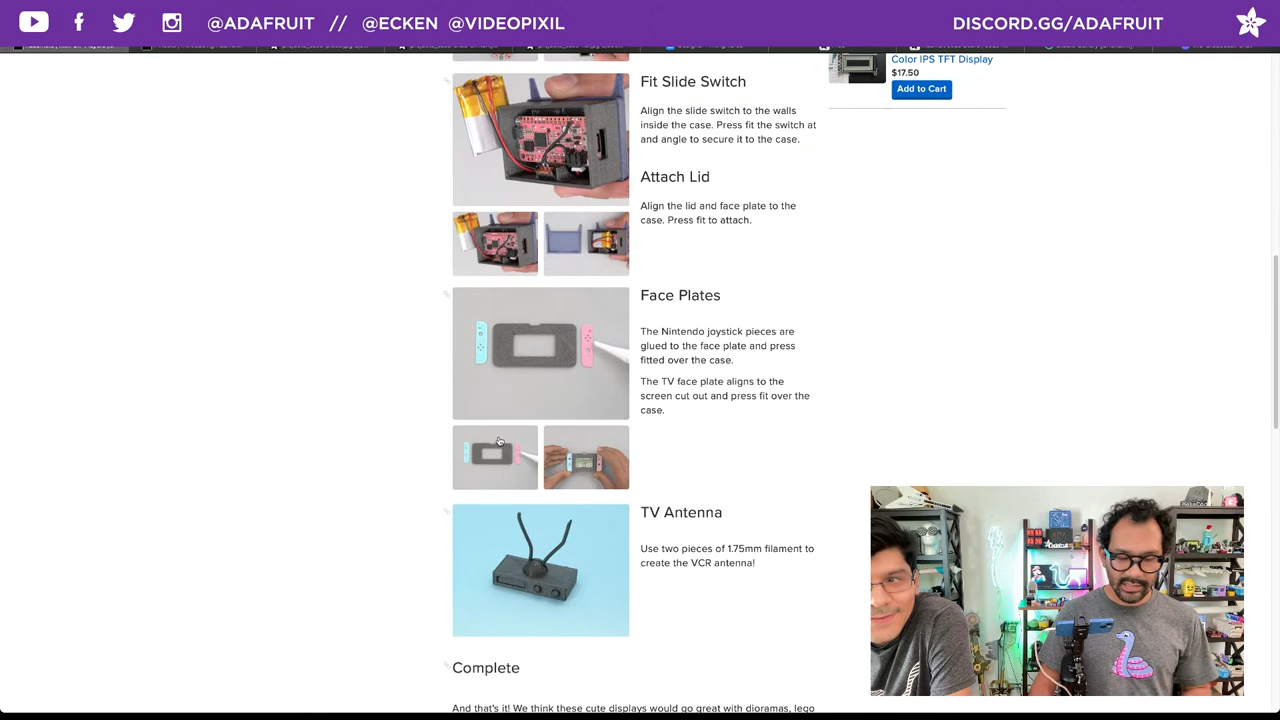 @ADAFRUIT // @ECKEN @VIDEOPIXIL
DISCORD.GG/ADAFRUIT
Color IPS TFT Display
$17.50
Add to Cart
Fit Slide Switch
Align the slide switch to the walls
inside the case. Press fit the switch at
and angle to secure it to the case.
Attach Lid
Align the lid and face plate to the
case. Press fit to attach.
Face Plates
The Nintendo joystick pieces are
glued to the face plate and press
fitted over the case.
The TV face plate aligns to the
screen cut out and press fit over the
case.
TV Antenna
Use two pieces of 1.75mm filament to
create the VCR antenna!
Complete
And that's it! We think these cute displays would go great with dioramas, lego